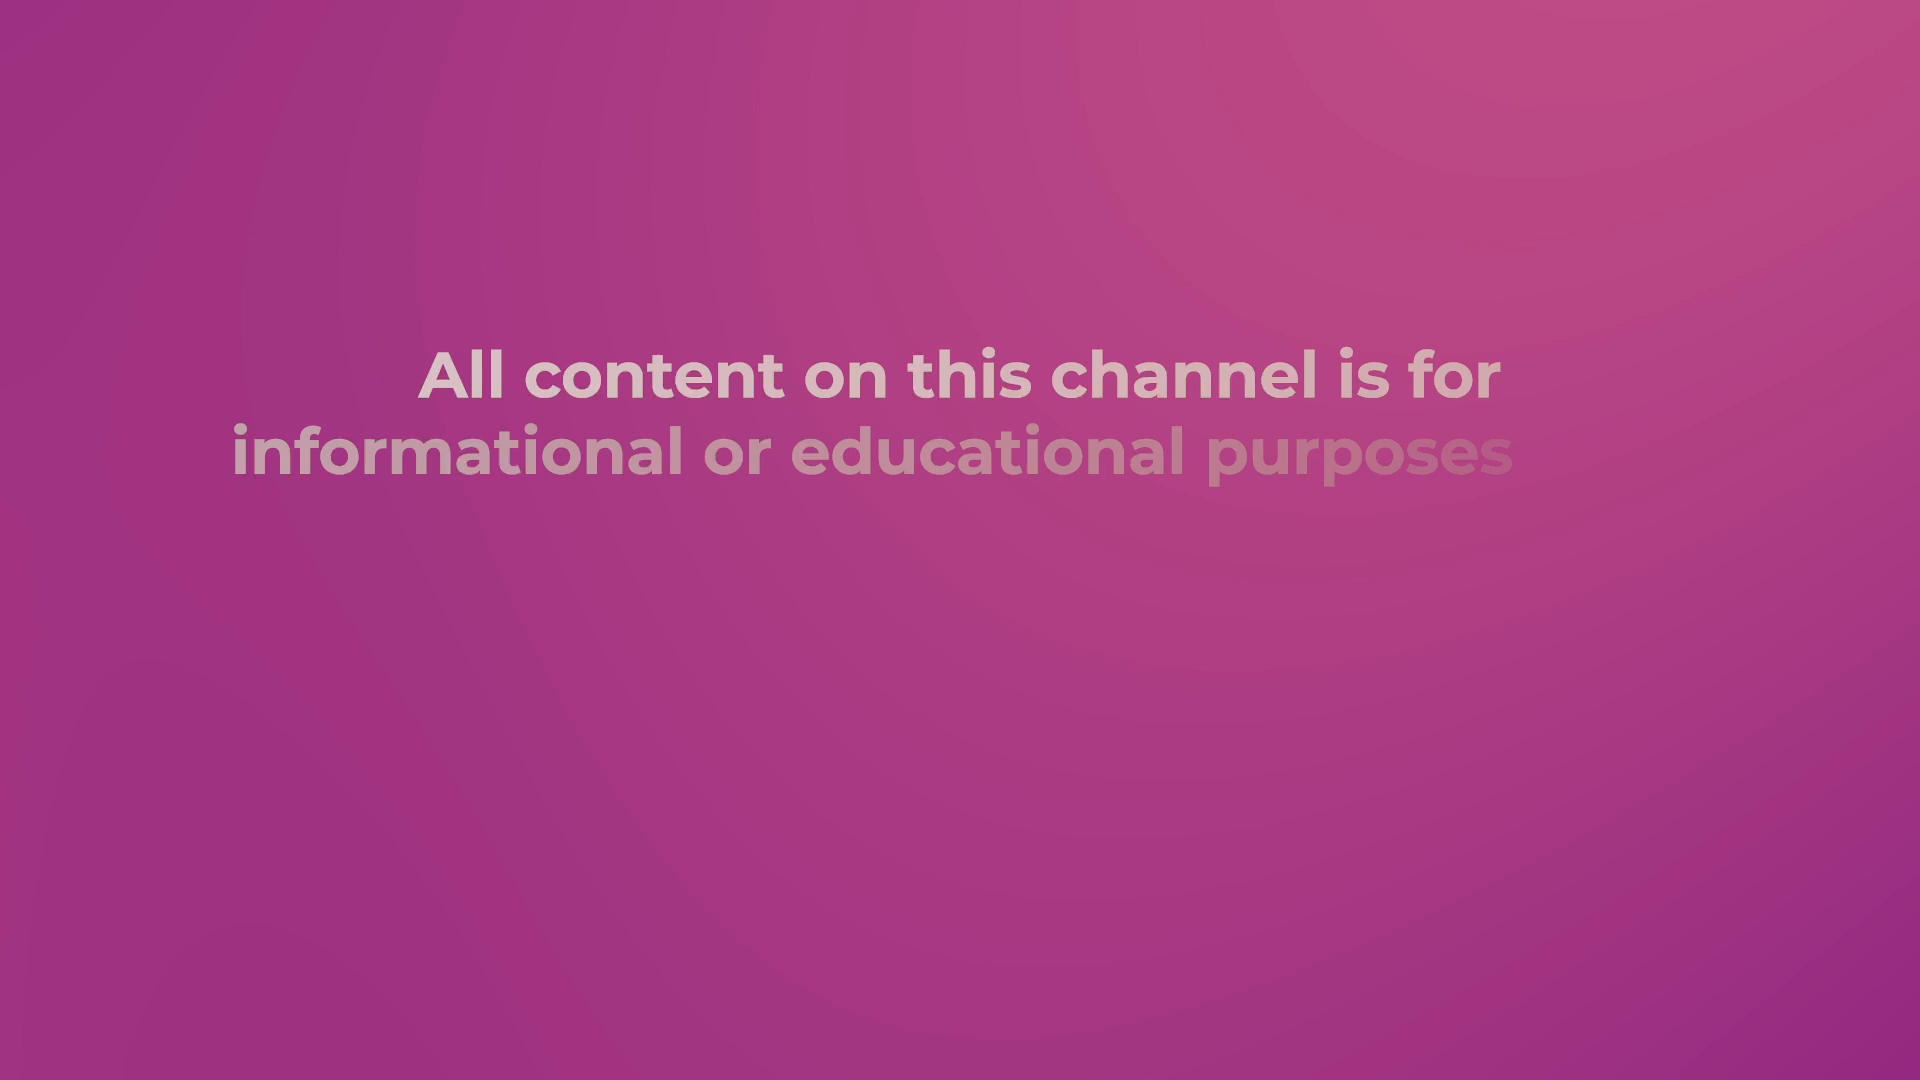 All content on this channel is for
informational or educational purposes